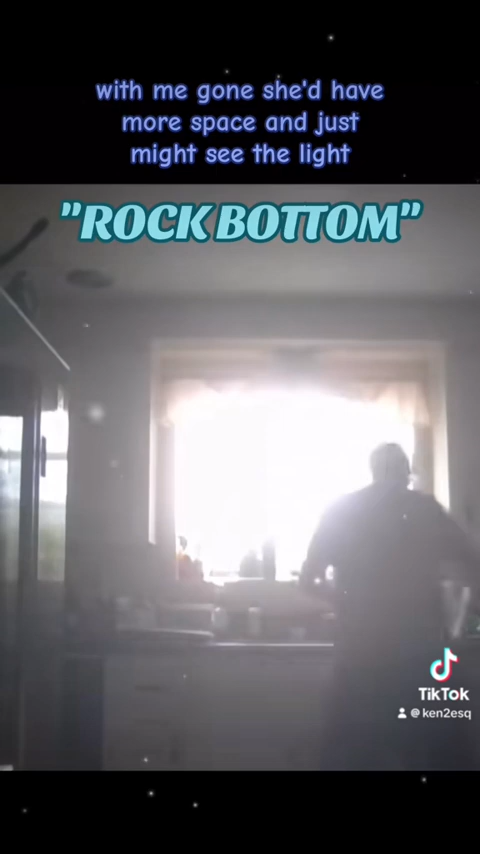 with me gone she'd have
more space and just
might see the light
"ROCK BOTTOM"
TikTok
@ken2esq